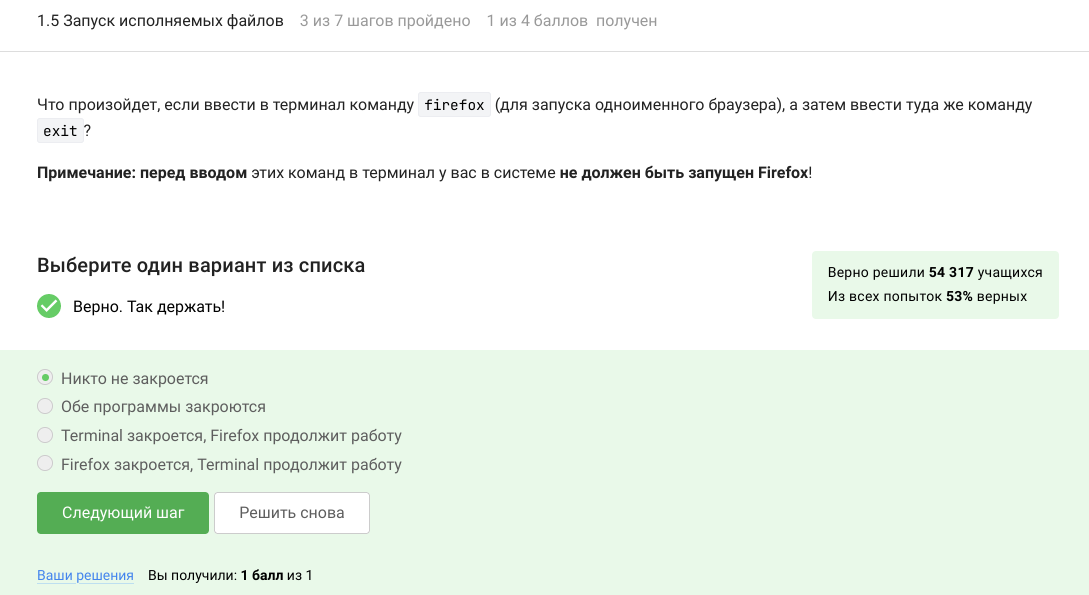 1.5 Запуск исполняемых файлов 3 из 7 шагов пройдено 1 из 4 баллов получен
Что произойдет, если ввести в терминал команду firefox (для запуска одноименного браузера), а затем ввести туда же команду
exit ?
Примечание: перед вводом этих команд в терминал у вас в системе не должен быть запущен Firefox!
Выберите один вариант из списка
Верно. Так держать!
Верно решили 54 317 учащихся
Из всех попыток 53% верных
Никто не закроется
Обе программы закроются
Terminal закроется, Firefox продолжит работу
Firefox закроется, Terminal продолжит работу
Следующий шаг Решить снова
Ваши решения Вы получили: 1 балл из 1